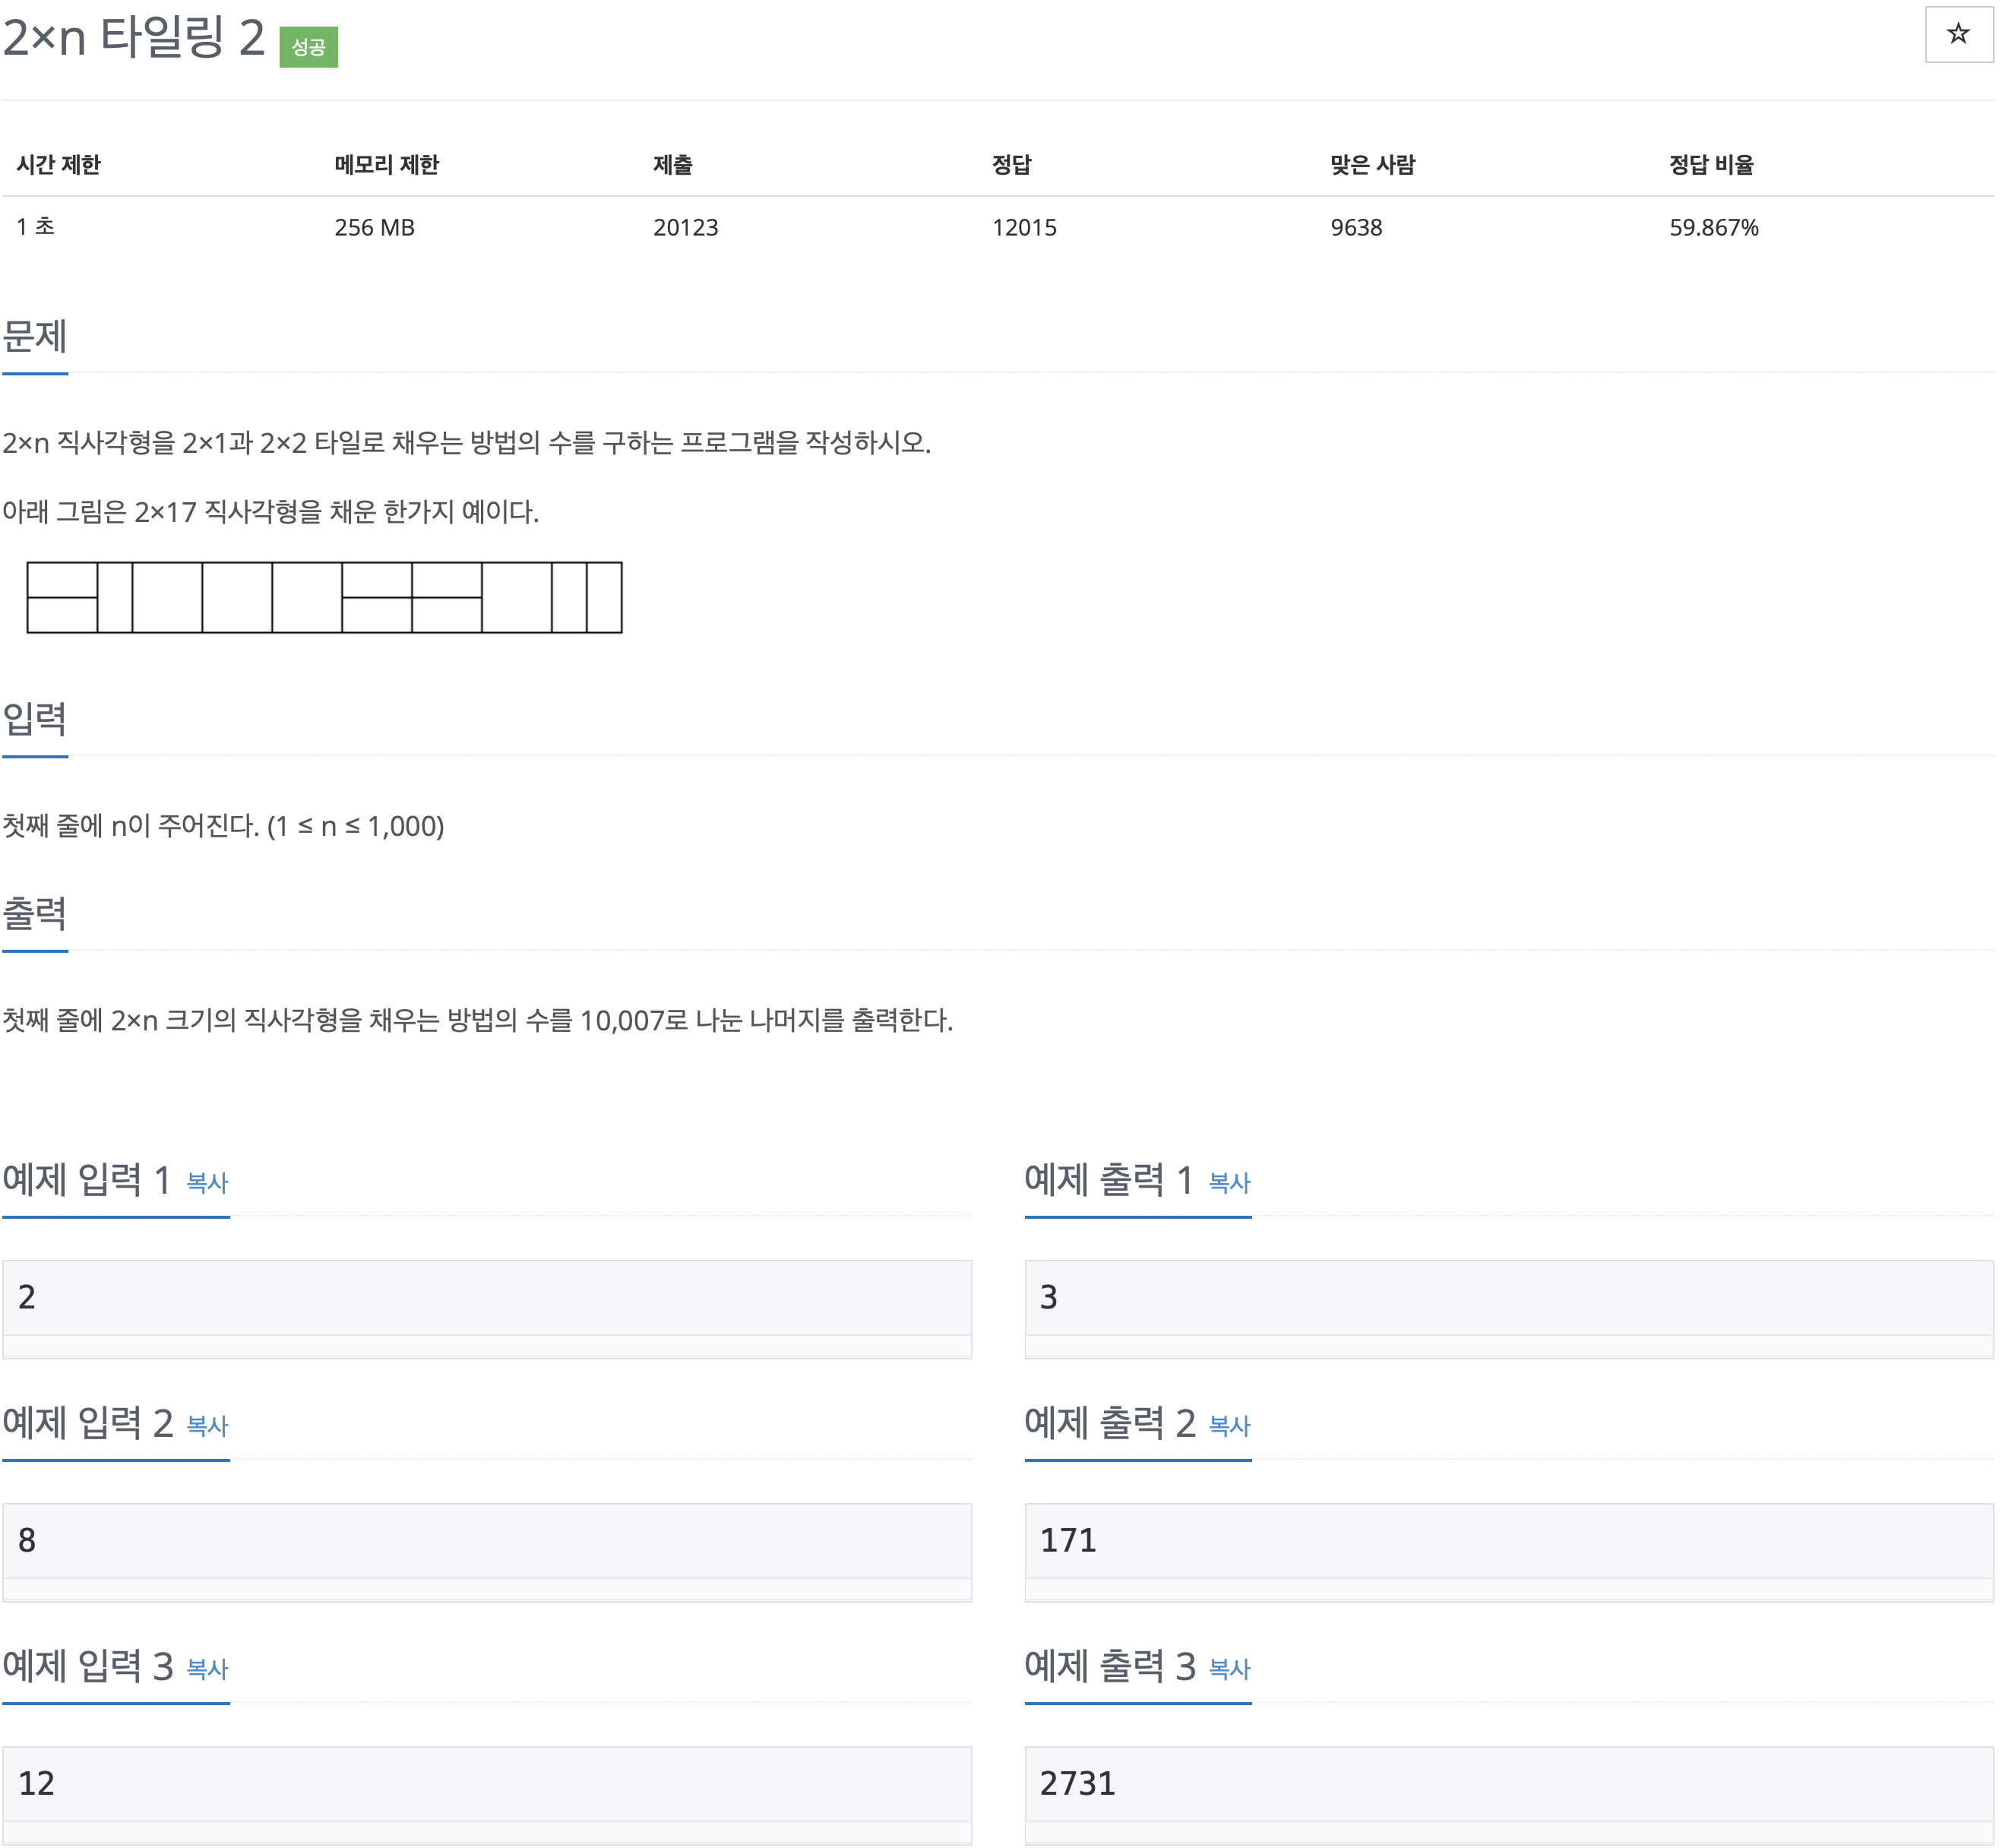 2×n 타일링 2 성공
☆
시간 제한 메모리 제한 제출 정답 맞은 사람 정답 비율
1 초 256 MB 20123 12015 9638 59.867%
문제
2×n 직사각형을 2×1과 2×2 타일로 채우는 방법의 수를 구하는 프로그램을 작성하시오.
아래 그림은 2×17 직사각형을 채운 한가지 예이다.
입력
첫째 줄에 n이 주어진다. (1 ≤ n ≤ 1,000)
출력
첫째 줄에 2×n 크기의 직사각형을 채우는 방법의 수를 10,007로 나눈 나머지를 출력한다.
예제 입력 1 복사
예제 출력 1 복사
2
3
예제 입력 2 복사
예제 출력 2 복사
8
171
예제 입력 3 복사
예제 출력 3 복사
12
2731